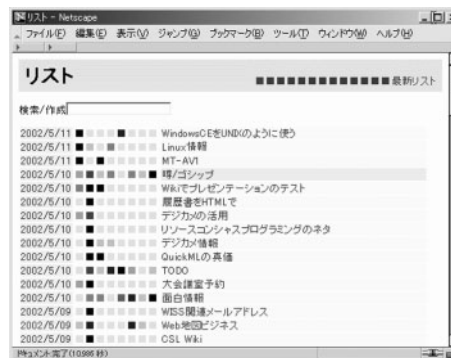 リスト - Netscape
ファイル(F) 編集(E) 表示(V) ジャンプ(G) ブックマーク(B) ツール(T) ウィンドウ(W) ヘルプ(H)
リスト
最新リスト
検索/作成
2002/5/11 WindowsCEをUNIXのように使う
2002/5/11 Linux情報
2002/5/11 MT-AV1
2002/5/10 噂/ゴシップ
2002/5/10 Wikiでプレゼンテーションのテスト
2002/5/10 履歴書をHTMLで
2002/5/10 デジカメの活用
2002/5/10 リソースコンシャスプログラミングのネタ
2002/5/10 デジカメ情報
2002/5/10 QuickMLの真価
2002/5/10 TODO
2002/5/10 大会議室予約
2002/5/10 面白情報
2002/5/09 WISS関連メールアドレス
2002/5/09 Web地図ビジネス
2002/5/09 CSL Wiki
ドキュメント完了(10.995 秒)